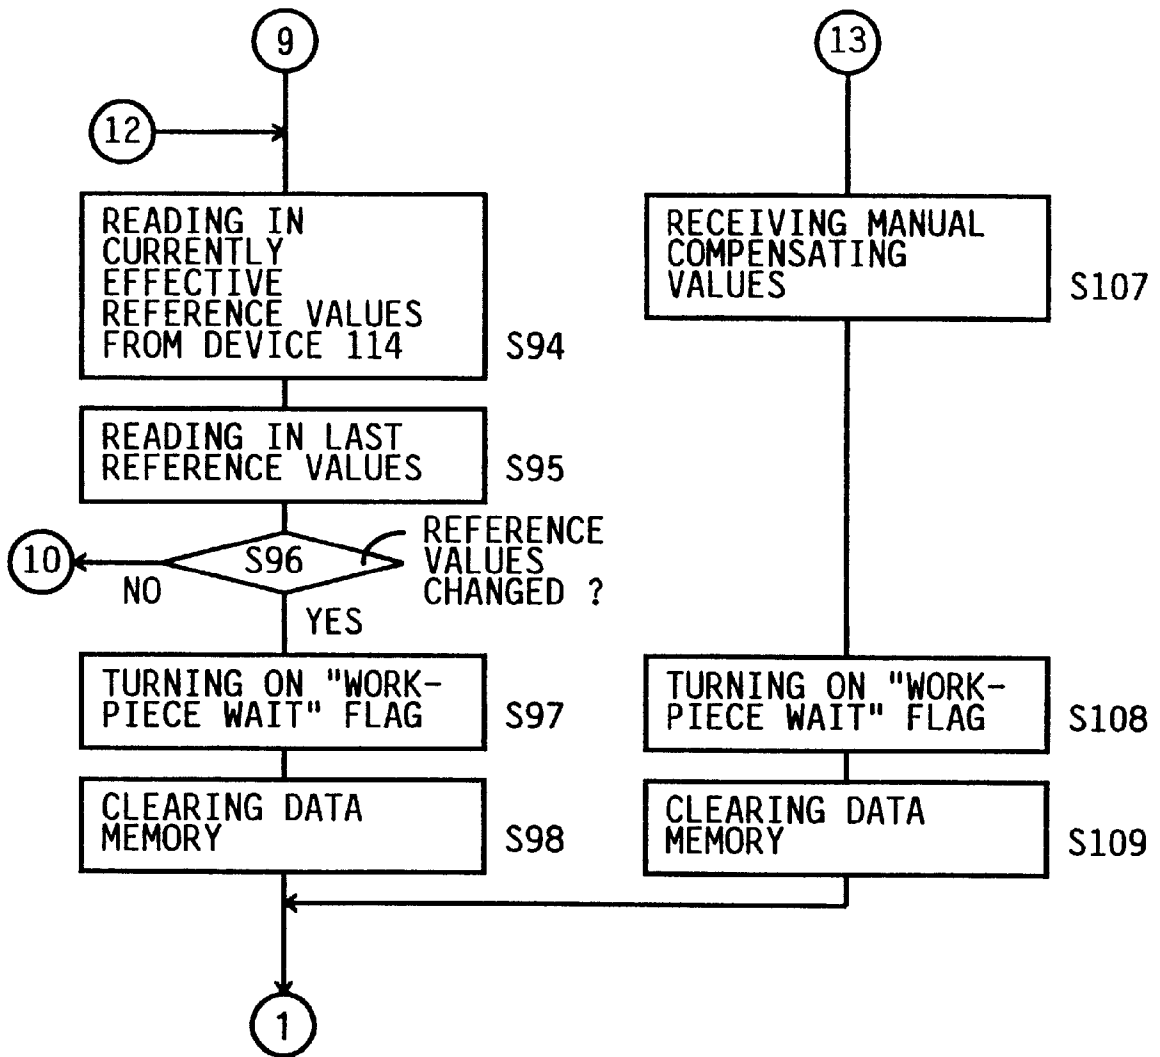 9
12
READING IN
CURRENTLY
EFFECTIVE
REFERENCE VALUES
FROM DEVICE 114
S94
READING IN LAST
REFERENCE VALUES
S95
10
NO
S96
REFERENCE
VALUES
CHANGED ?
YES
TURNING ON "WORK-
PIECE WAIT" FLAG
S97
CLEARING DATA
MEMORY
S98
1
13
RECEIVING MANUAL
COMPENSATING
VALUES
S107
TURNING ON "WORK-
PIECE WAIT" FLAG
S108
CLEARING DATA
MEMORY
S109